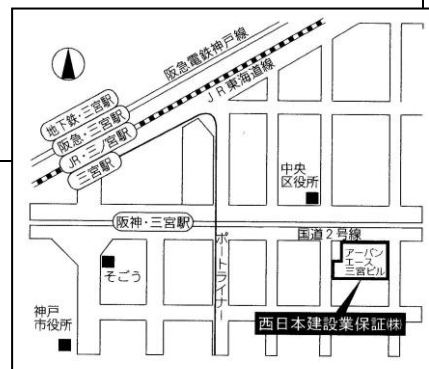 阪急電鉄神戸線
JR東海道線
地下鉄・三宮駅
阪急・三宮駅
JR・三ノ宮駅
三宮駅
中央
区役所
阪神・三宮駅
国道2号線
ポートライナー
そごう
アーバン
エース
三宮ビル
神戸
市役所
西日本建設業保証㈱